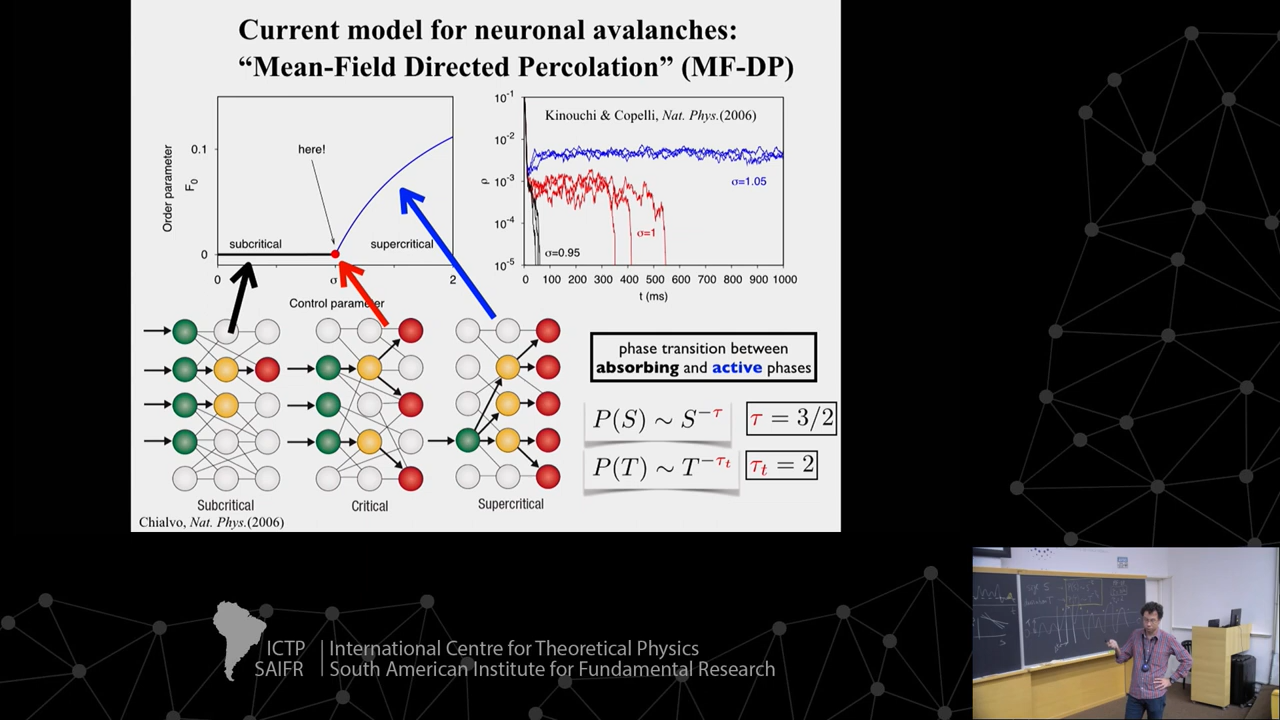 Current model for neuronal avalanches:
“Mean-Field Directed Percolation” (MF-DP)
Order parameter
F₀
0.1
0
here!
subcritical
supercritical
0
σ
2
Control parameter
10⁻¹
10⁻²
10⁻³
10⁻⁴
10⁻⁵
ρ
Kinouchi & Copelli, Nat. Phys.(2006)
σ=1.05
σ=1
σ=0.95
0 100 200 300 400 500 600 700 800 900 1000
t (ms)
phase transition between
absorbing and active phases
P(S) ∼ S^−τ
τ = 3/2
P(T) ∼ T^−τₜ
τₜ = 2
Subcritical
Critical
Supercritical
Chialvo, Nat. Phys.(2006)
ICTP
SAIFR
International Centre for Theoretical Physics
South American Institute for Fundamental Research